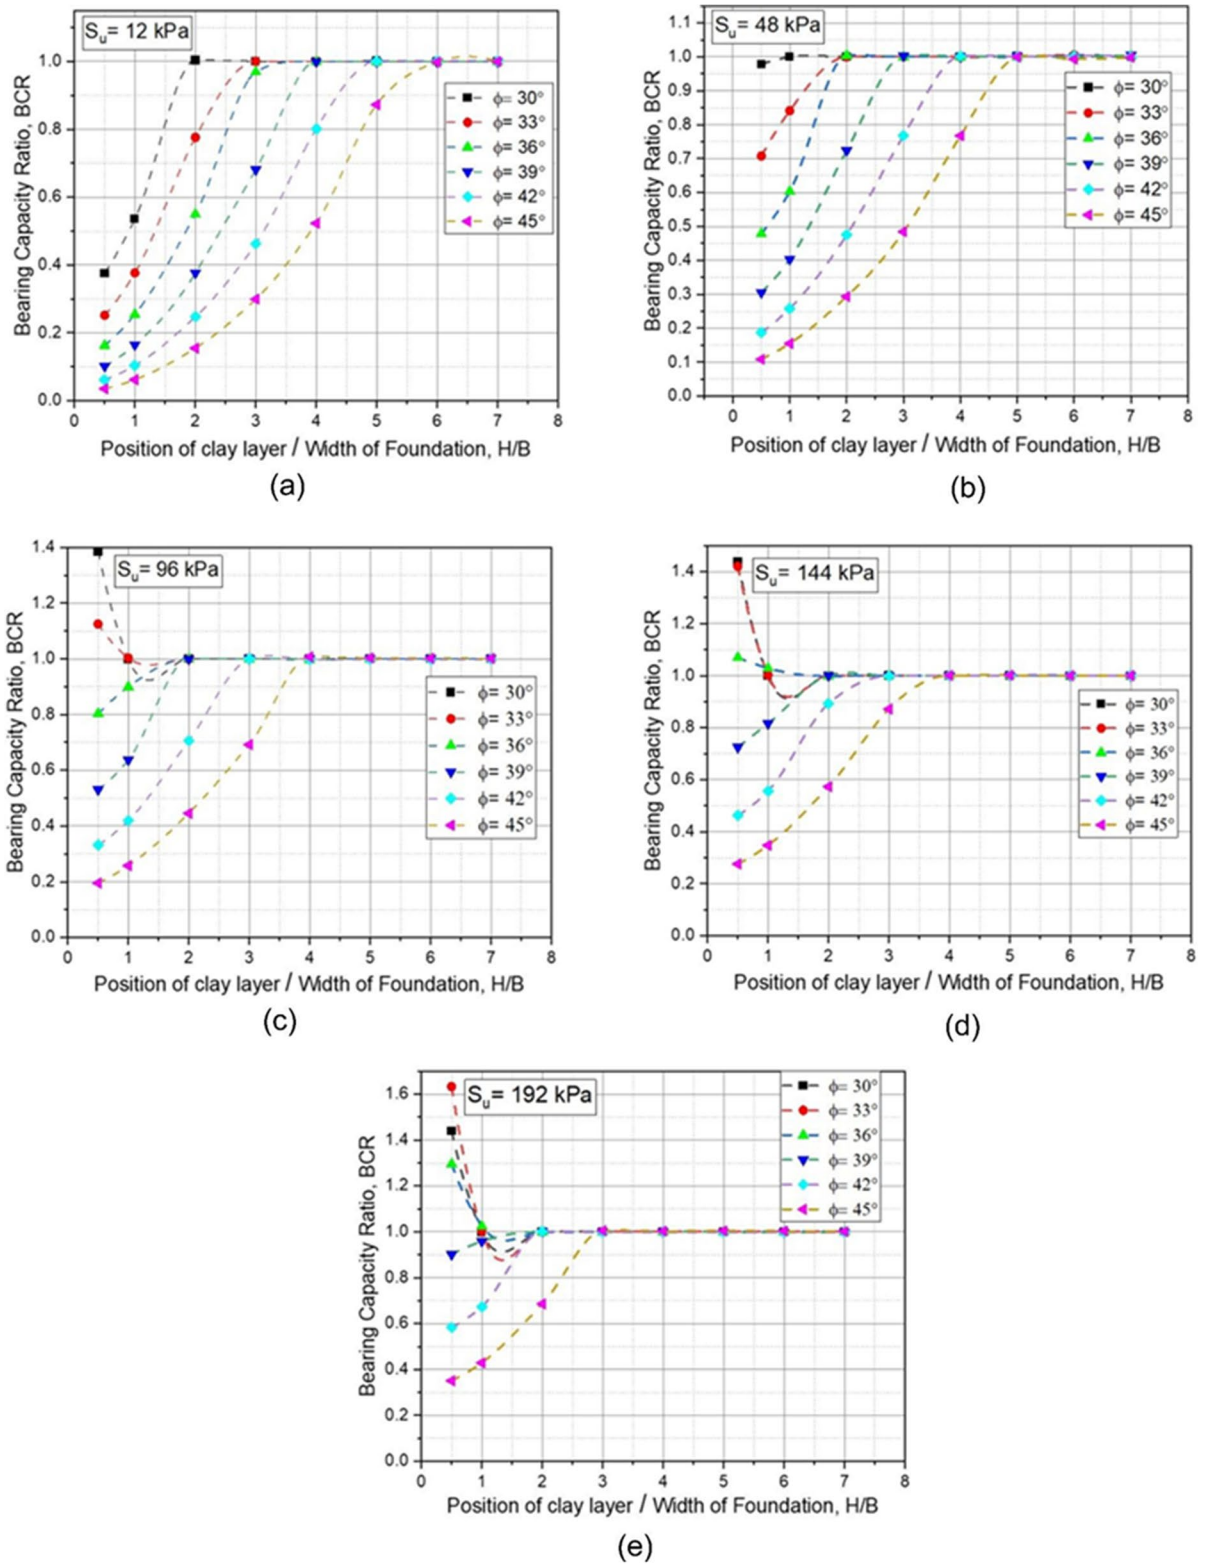 Su= 12 kPa
1.0
0.8
0.6
0.4
0.2
0.0
Bearing Capacity Ratio, BCR
ϕ= 30°
ϕ= 33°
ϕ= 36°
ϕ= 39°
ϕ= 42°
ϕ= 45°
0 1 2 3 4 5 6 7 8
Position of clay layer / Width of Foundation, H/B
(a)
Su= 48 kPa
1.1
1.0
0.9
0.8
0.7
0.6
0.5
0.4
0.3
0.2
0.1
0.0
Bearing Capacity Ratio, BCR
ϕ= 30°
ϕ= 33°
ϕ= 36°
ϕ= 39°
ϕ= 42°
ϕ= 45°
0 1 2 3 4 5 6 7 8
Position of clay layer / Width of Foundation, H/B
(b)
Su= 96 kPa
1.4
1.2
1.0
0.8
0.6
0.4
0.2
0.0
Bearing Capacity Ratio, BCR
ϕ= 30°
ϕ= 33°
ϕ= 36°
ϕ= 39°
ϕ= 42°
ϕ= 45°
0 1 2 3 4 5 6 7 8
Position of clay layer / Width of Foundation, H/B
(c)
Su= 144 kPa
1.4
1.2
1.0
0.8
0.6
0.4
0.2
0.0
Bearing Capacity Ratio, BCR
ϕ= 30°
ϕ= 33°
ϕ= 36°
ϕ= 39°
ϕ= 42°
ϕ= 45°
0 1 2 3 4 5 6 7 8
Position of clay layer / Width of Foundation, H/B
(d)
Su= 192 kPa
1.6
1.4
1.2
1.0
0.8
0.6
0.4
0.2
0.0
Bearing Capacity Ratio, BCR
ϕ= 30°
ϕ= 33°
ϕ= 36°
ϕ= 39°
ϕ= 42°
ϕ= 45°
0 1 2 3 4 5 6 7 8
Position of clay layer / Width of Foundation, H/B
(e)